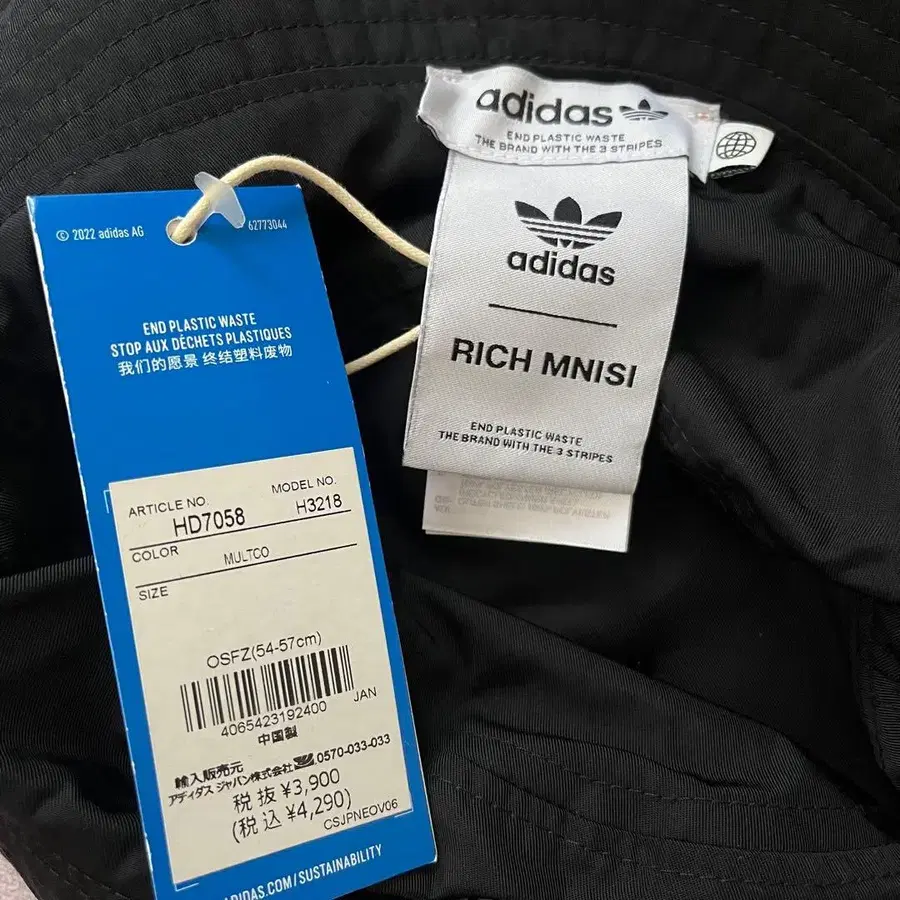 © 2022 adidas AG
62773044
END PLASTIC WASTE
STOP AUX DÉCHETS PLASTIQUES
我们的愿景 终结塑料废物
ARTICLE NO.
MODEL NO.
HD7058
H3218
COLOR
MULTCO
SIZE
OSFZ(54-57cm)
JAN
4065423192400
中国製
輸入販売元
アディダス ジャパン株式会社 0570-033-033
税抜 ¥3,900
(税込 ¥4,290)
CSJPNEOV06
ADIDAS.COM/SUSTAINABILITY
adidas
END PLASTIC WASTE
THE BRAND WITH THE 3 STRIPES
adidas
RICH MNISI
END PLASTIC WASTE
THE BRAND WITH THE 3 STRIPES